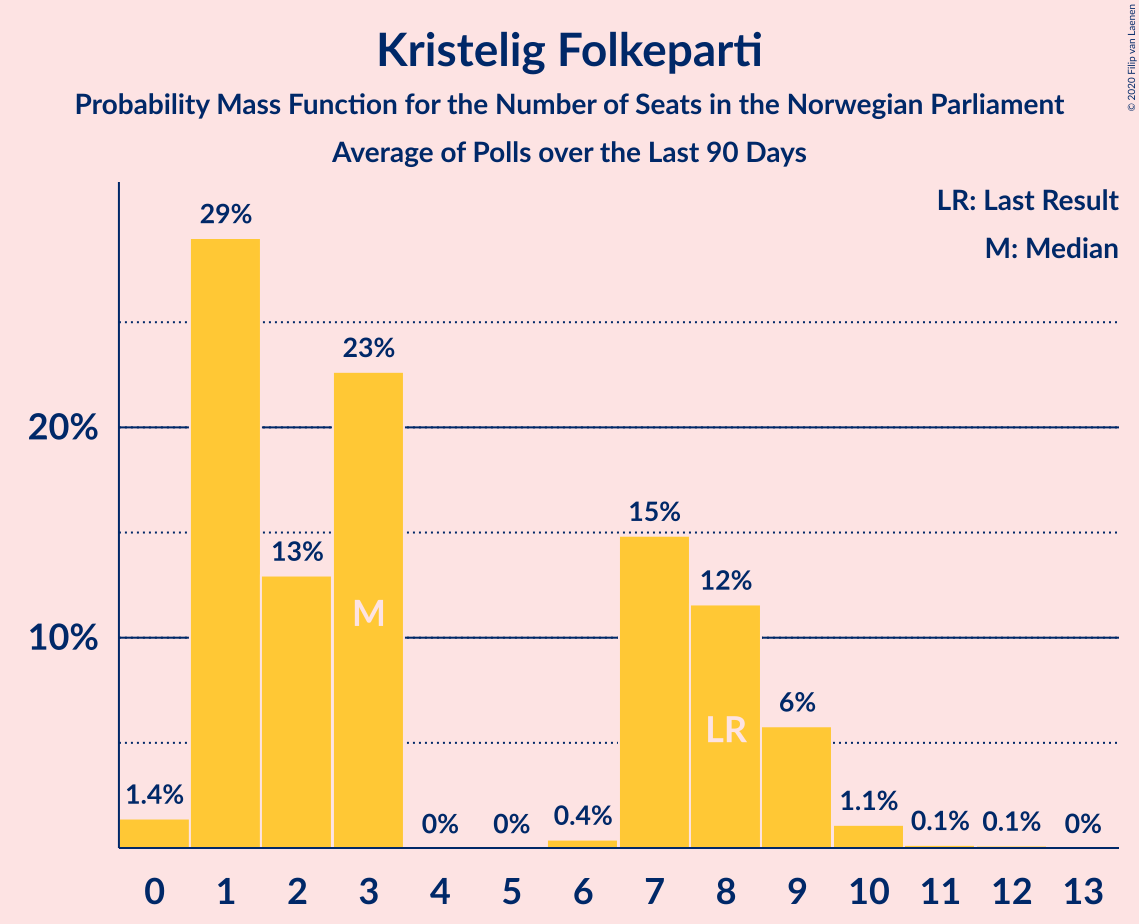 Kristelig Folkeparti
Probability Mass Function for the Number of Seats in the Norwegian Parliament
Average of Polls over the Last 90 Days
© 2020 Filip van Laenen
LR: Last Result
M: Median
29%
23%
20%
15%
13%
12%
M
10%
6%
LR
1.4%
0%
0%
0.4%
1.1%
0.1%
0.1%
0%
0 1 2 3 4 5 6 7 8 9 10 11 12 13